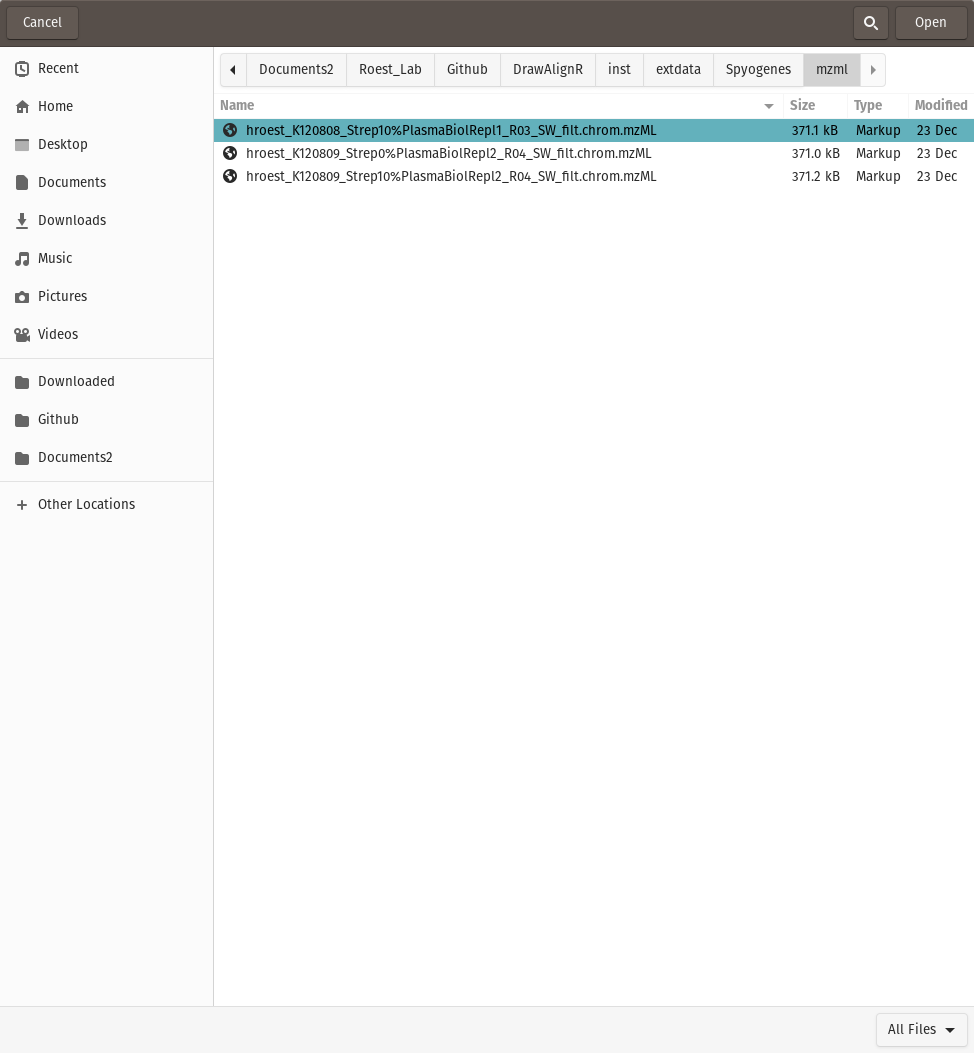 Cancel
Open
Recent
Home
Desktop
Documents
Downloads
Music
Pictures
Videos
Downloaded
Github
Documents2
Other Locations
Documents2 Roest_Lab Github DrawAlignR inst extdata Spyogenes mzml
Name Size Type Modified
hroest_K120808_Strep10%PlasmaBiolRepl1_R03_SW_filt.chrom.mzML 371.1 kB Markup 23 Dec
hroest_K120809_Strep0%PlasmaBiolRepl2_R04_SW_filt.chrom.mzML 371.0 kB Markup 23 Dec
hroest_K120809_Strep10%PlasmaBiolRepl2_R04_SW_filt.chrom.mzML 371.2 kB Markup 23 Dec
All Files